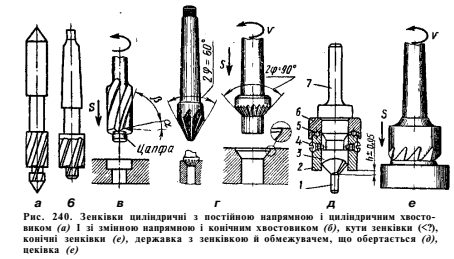 v
2φ=60°
v
2φ=90°
v
S
β
α
Цапфа
S
S
7
6
5
4
3
2
1
h±0,05
а б в г д е
Рис. 240. Зенківки циліндричні з постійною напрямною і циліндричним хвосто-
виком (а) І зі змінною напрямною і конічним хвостовиком (б), кути зенківки (<?),
конічні зенківки (е), державка з зенківкою й обмежувачем, що обертається (д),
цеківка (е)